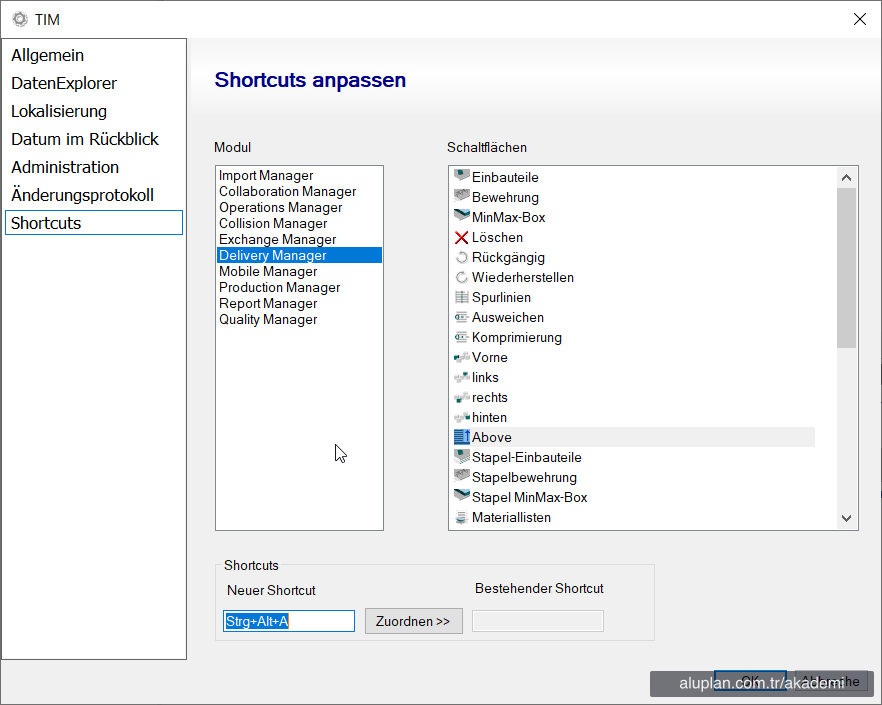 TIM
Allgemein
DatenExplorer
Lokalisierung
Datum im Rückblick
Administration
Änderungsprotokoll
Shortcuts
Shortcuts anpassen
Modul
Import Manager
Collaboration Manager
Operations Manager
Collision Manager
Exchange Manager
Delivery Manager
Mobile Manager
Production Manager
Report Manager
Quality Manager
Schaltflächen
Einbauteile
Bewehrung
MinMax-Box
Löschen
Rückgängig
Wiederherstellen
Spurlinien
Ausweichen
Komprimierung
Vorne
links
rechts
hinten
Above
Stapel-Einbauteile
Stapelbewehrung
Stapel MinMax-Box
Materiallisten
Shortcuts
Neuer Shortcut
Strg+Alt+A
Zuordnen >>
Bestehender Shortcut
OK
aluplan.com.tr/akademi